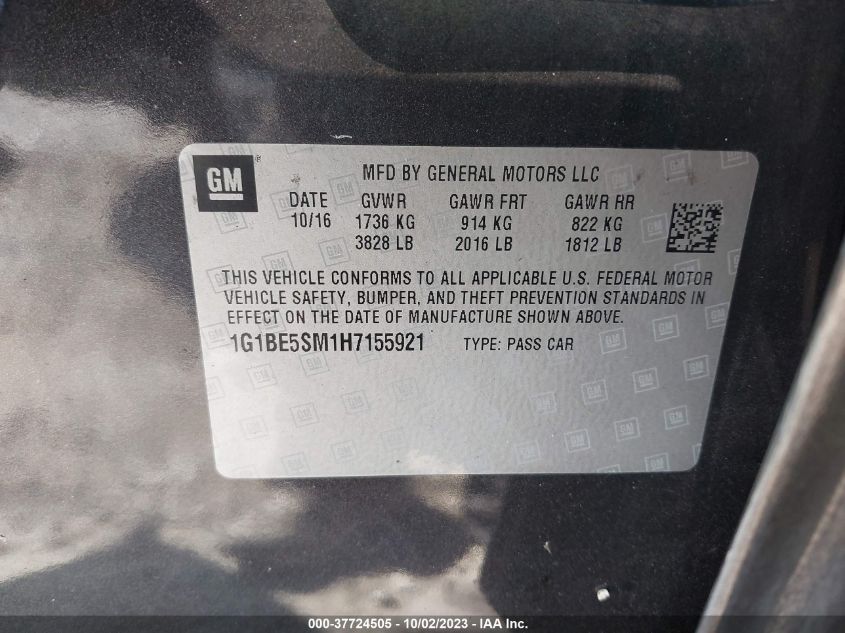 GM
MFD BY GENERAL MOTORS LLC
DATE GVWR GAWR FRT GAWR RR
10/16 1736 KG 914 KG 822 KG
3828 LB 2016 LB 1812 LB
THIS VEHICLE CONFORMS TO ALL APPLICABLE U.S. FEDERAL MOTOR
VEHICLE SAFETY, BUMPER, AND THEFT PREVENTION STANDARDS IN
EFFECT ON THE DATE OF MANUFACTURE SHOWN ABOVE.
1G1BE5SM1H7155921 TYPE: PASS CAR
000-37724505 - 10/02/2023 - IAA Inc.